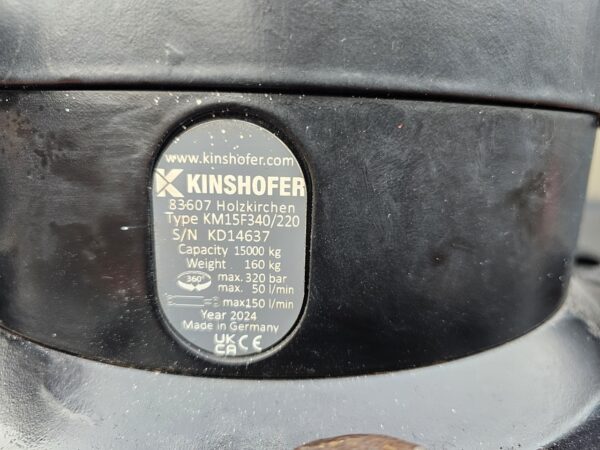 www.kinshofer.com
KINSHOFER
83607 Holzkirchen
Type KM15F340/220
S/N KD14637
Capacity 15000 kg
Weight 160 kg
360° max. 320 bar
max. 50 l/min
max150 l/min
Year 2024
Made in Germany
UK CA CE